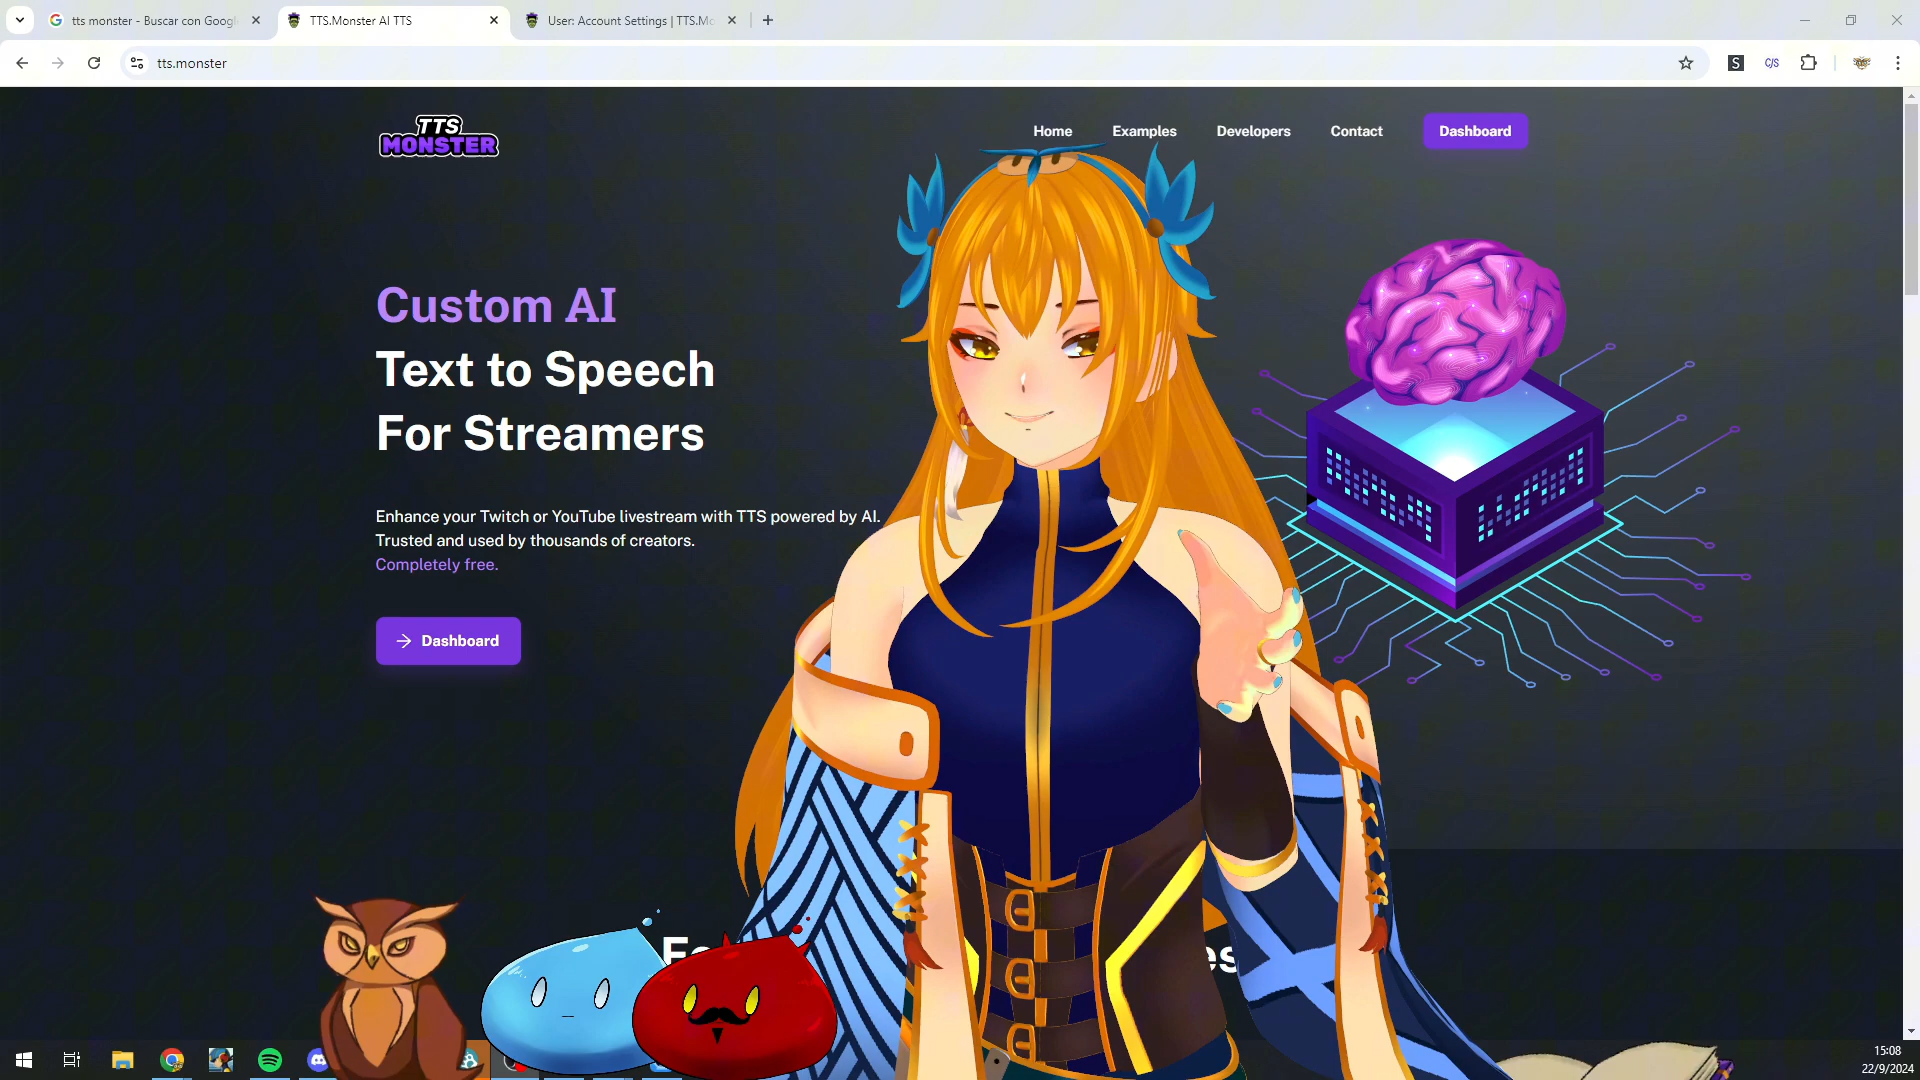 tts monster - Buscar con Google
TTS.Monster AI TTS
User: Account Settings | TTS.Mo
tts.monster
S
C/S
TTS
MONSTER
Home
Examples
Developers
Contact
Dashboard
Custom AI
Text to Speech
For Streamers
Enhance your Twitch or YouTube livestream with TTS powered by AI.
Trusted and used by thousands of creators.
Completely free.
Dashboard
15:08
22/9/2024